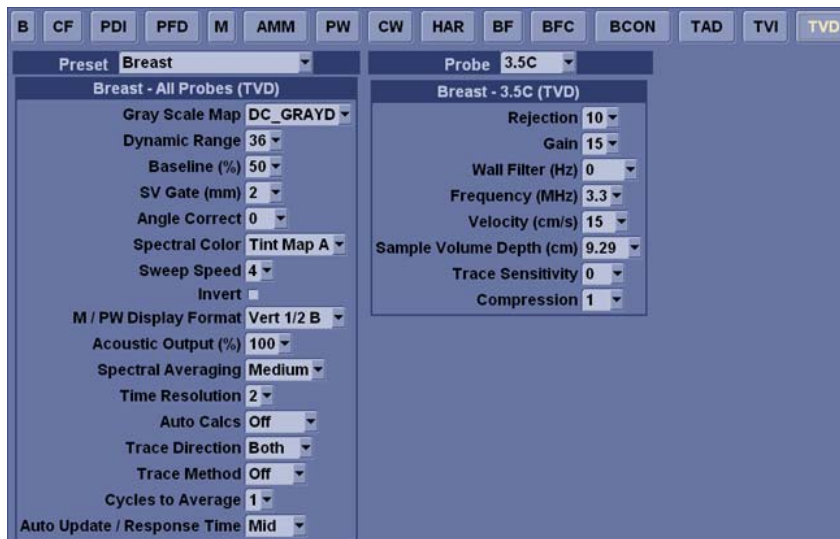 B CF PDI PFD M AMM PW CW HAR BF BFC BCON TAD TVI TVD
Preset Breast
Breast - All Probes (TVD)
Gray Scale Map DC_GRAYD
Dynamic Range 36
Baseline (%) 50
SV Gate (mm) 2
Angle Correct 0
Spectral Color Tint Map A
Sweep Speed 4
Invert
M / PW Display Format Vert 1/2 B
Acoustic Output (%) 100
Spectral Averaging Medium
Time Resolution 2
Auto Calcs Off
Trace Direction Both
Trace Method Off
Cycles to Average 1
Auto Update / Response Time Mid
Probe 3.5C
Breast - 3.5C (TVD)
Rejection 10
Gain 15
Wall Filter (Hz) 0
Frequency (MHz) 3.3
Velocity (cm/s) 15
Sample Volume Depth (cm) 9.29
Trace Sensitivity 0
Compression 1